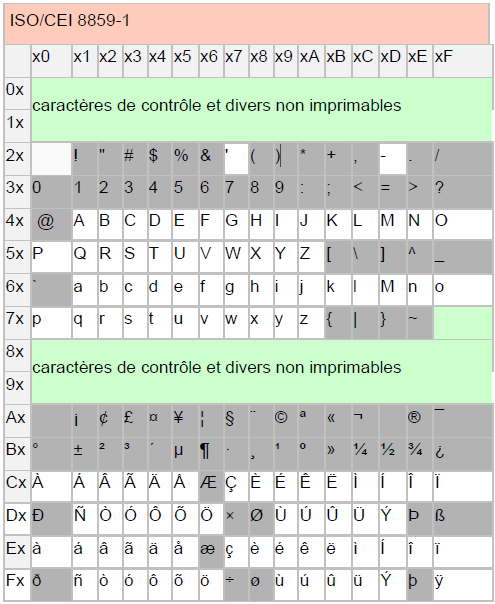 ISO/CEI 8859-1
x0 x1 x2 x3 x4 x5 x6 x7 x8 x9 xA xB xC xD xE xF
0x
caractères de contrôle et divers non imprimables
1x
2x ! " # $ % & ' ( ) * + , - . /
3x 0 1 2 3 4 5 6 7 8 9 : ; < = > ?
4x @ A B C D E F G H I J K L M N O
5x P Q R S T U V W X Y Z [ \ ] ^ _
6x ` a b c d e f g h i j k l M n o
7x p q r s t u v w x y z { | } ~
8x
caractères de contrôle et divers non imprimables
9x
Ax ¡ ¢ £ ¤ ¥ ¦ § ¨ © ª « ¬ ® ¯
Bx ° ± ² ³ ´ µ ¶ · ¸ ¹ º » ¼ ½ ¾ ¿
Cx À Á Â Ã Ä Å Æ Ç È É Ê Ë Ì Í Î Ï
Dx Ð Ñ Ò Ó Ô Õ Ö × Ø Ù Ú Û Ü Ý Þ ß
Ex à á â ã ä å æ ç è é ê ë ì Í î ï
Fx ð ñ ò ó ô õ ö ÷ ø ù ú û ü Ý þ ÿ